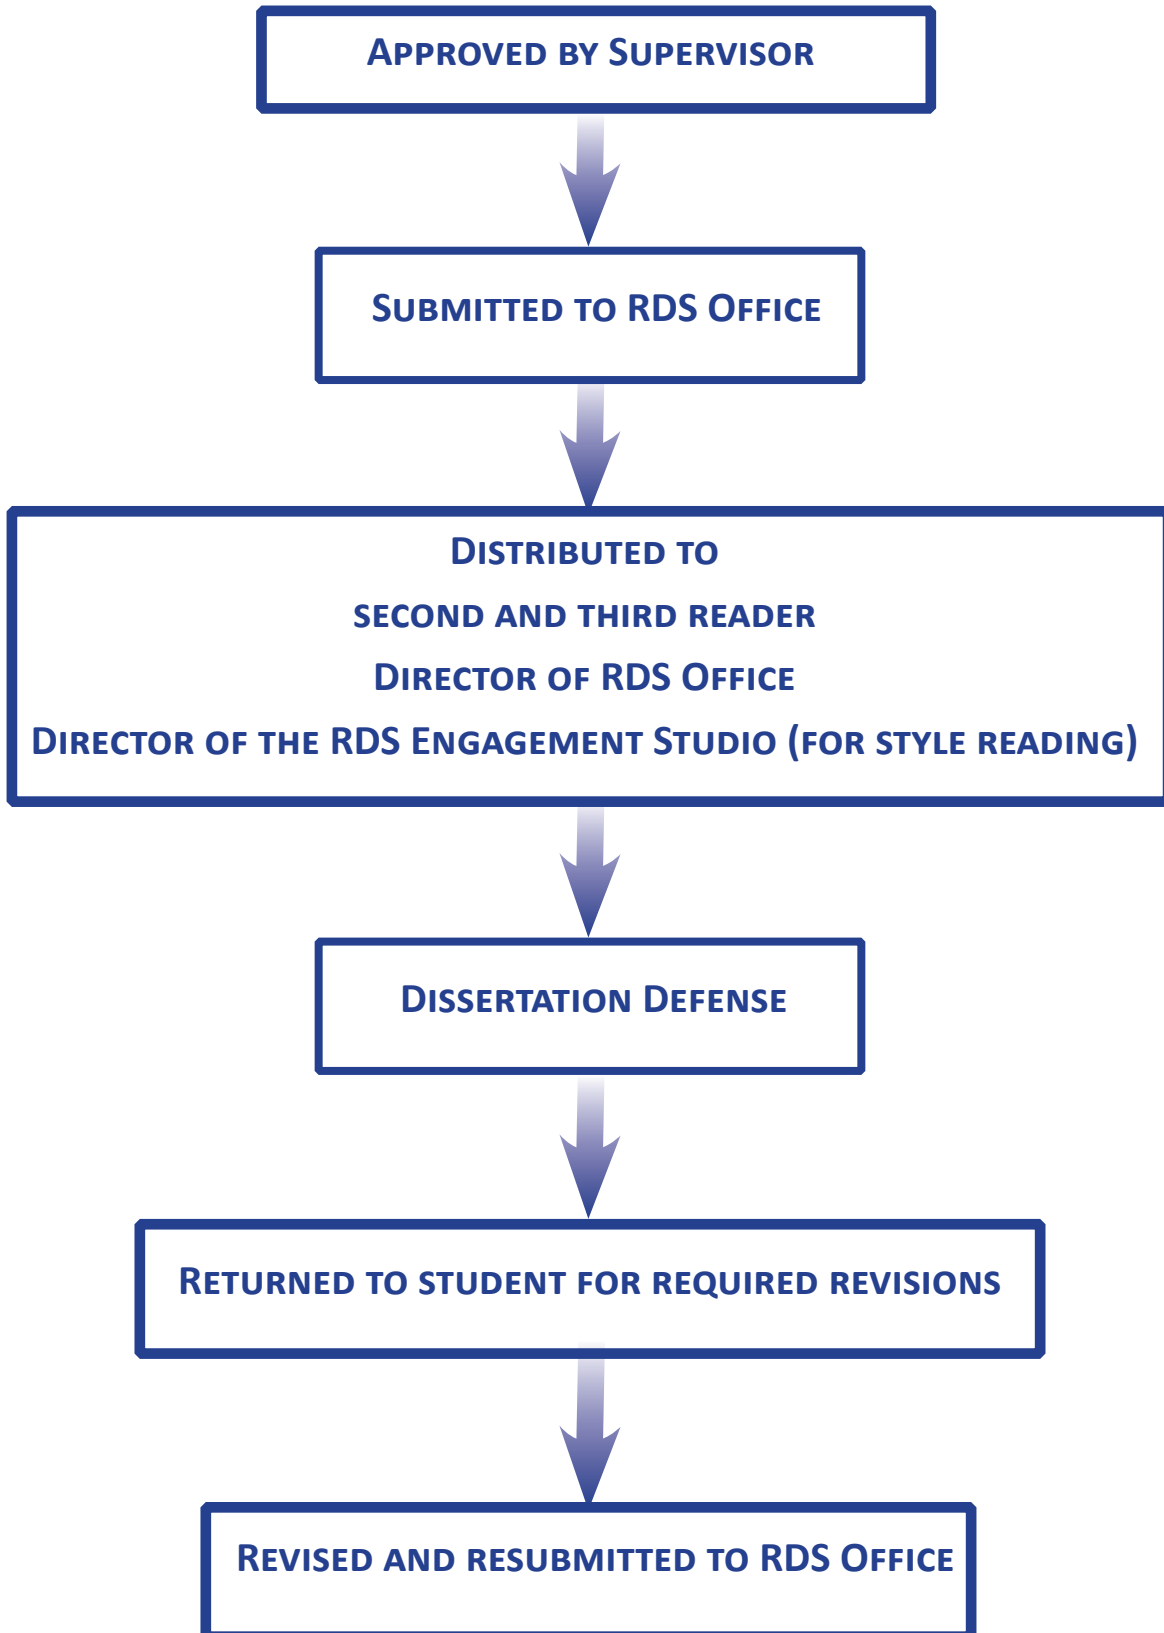 Approved by Supervisor
Submitted to RDS Office
Distributed to
second and third reader
Director of RDS Office
Director of the RDS Engagement Studio (for style reading)
Dissertation Defense
Returned to student for required revisions
Revised and resubmitted to RDS Office